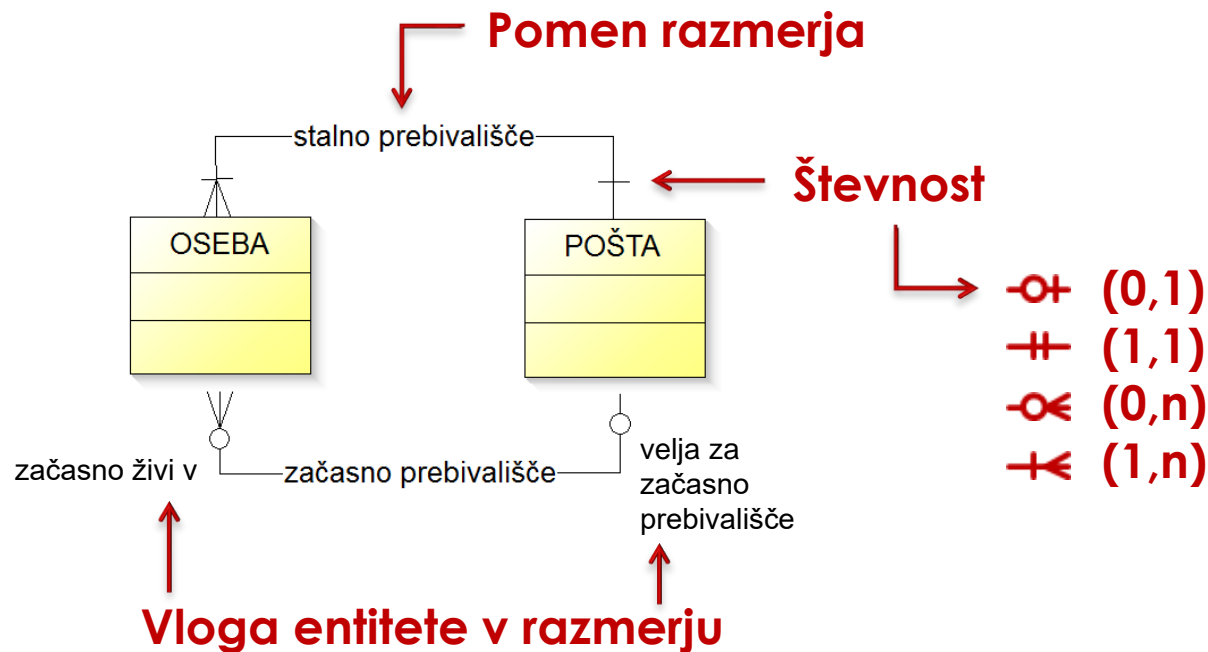 Pomen razmerja
stalno prebivališče
Števnost
OSEBA
POŠTA
(0,1)
(1,1)
(0,n)
(1,n)
začasno živi v
začasno prebivališče
velja za
začasno
prebivališče
Vloga entitete v razmerju